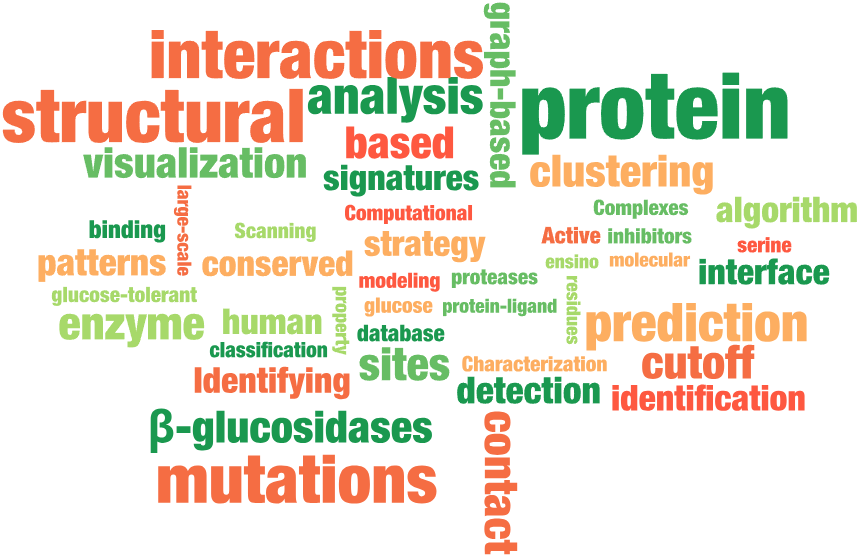 interactions
graph-based
structural
analysis
protein
based
visualization
signatures
clustering
large-scale
Computational
Complexes
algorithm
binding
Scanning
strategy
Active
inhibitors
serine
patterns
conserved
ensino
molecular
interface
modeling
proteases
glucose-tolerant
property
glucose
protein-ligand
residues
enzyme
human
database
prediction
classification
sites
Characterization
cutoff
Identifying
detection
identification
β-glucosidases
contact
mutations